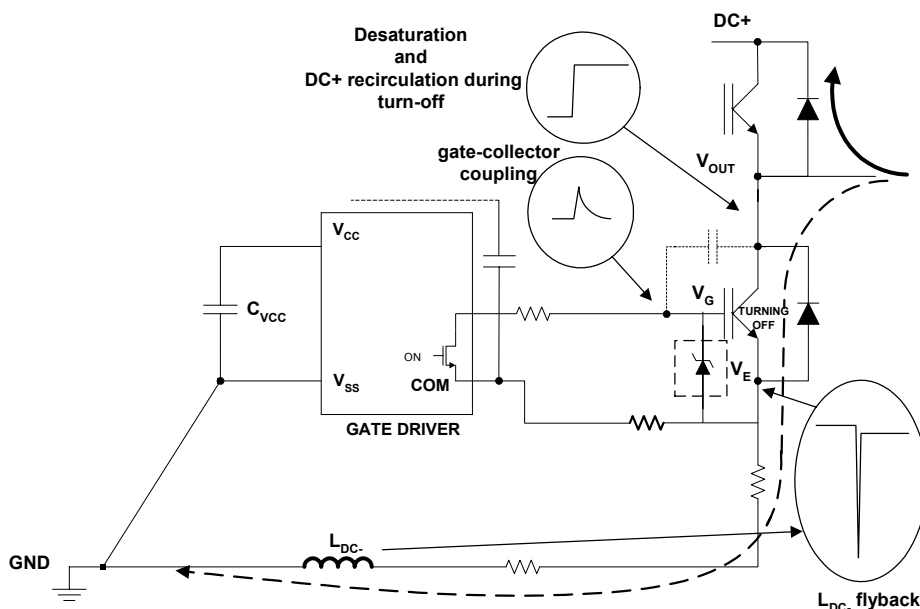 DC+
Desaturation
and
DC+ recirculation during
turn-off
gate-collector
coupling
V_OUT
V_CC
C_VCC
V_G
TURNING
OFF
ON
V_E
V_SS
COM
GATE DRIVER
L_DC-
GND
L_DC- flyback